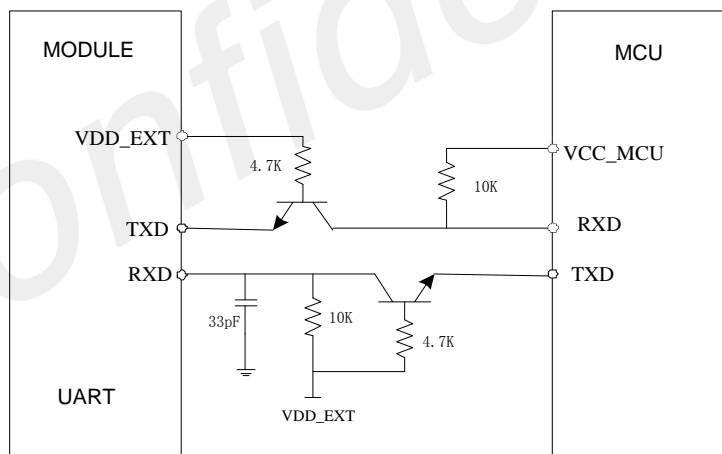 MODULE
MCU
VDD_EXT
4.7K
VCC_MCU
10K
TXD
RXD
RXD
TXD
33pF
10K
4.7K
UART
VDD_EXT